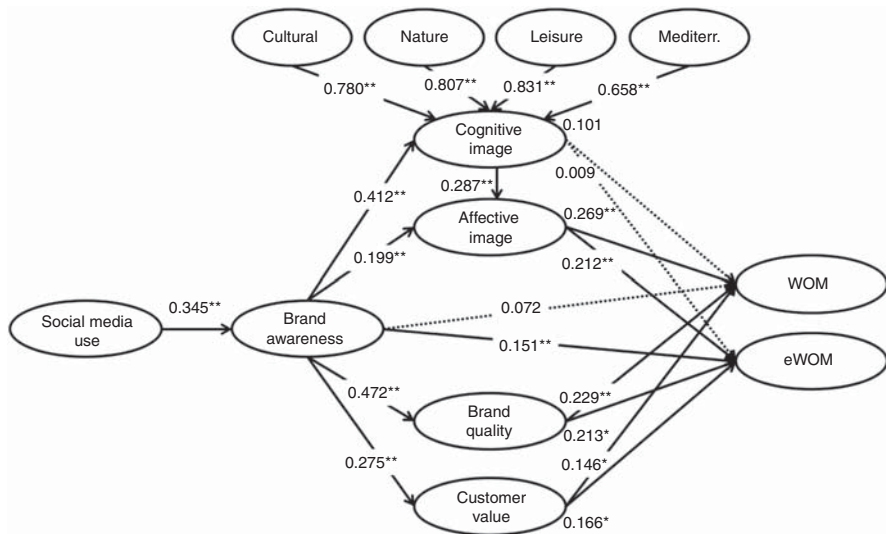 Cultural
Nature
Leisure
Mediterr.
0.780**
0.807**
0.831**
0.658**
Cognitive
image
0.101
0.009
0.412**
0.287**
Affective
image
0.269**
0.199**
0.212**
WOM
Social media
use
0.345**
Brand
awareness
0.072
0.151**
eWOM
0.472**
Brand
quality
0.229**
0.213*
0.275**
0.146*
Customer
value
0.166*